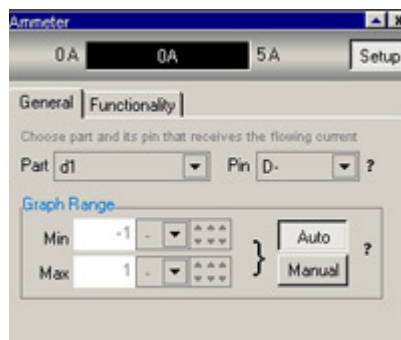 Ammeter
0A 0A 5A Setup
General Functionality
Choose part and its pin that receives the flowing current
Part d1 Pin D- ?
Graph Range
Min -1 - Auto
Max 1 - } Manual ?